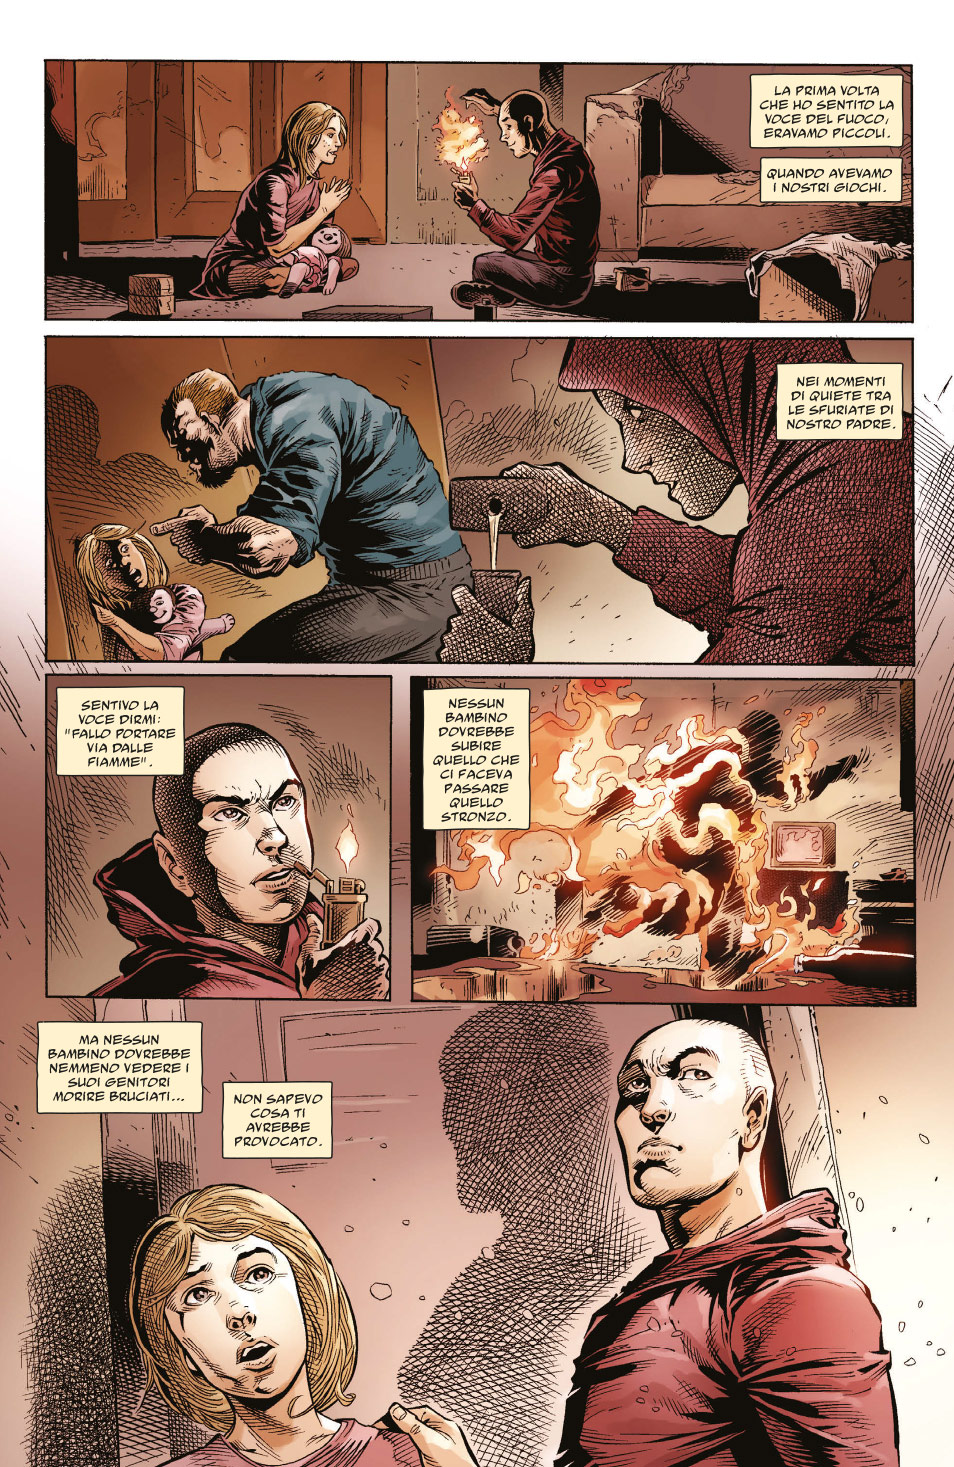 LA PRIMA VOLTA
CHE HO SENTITO LA
VOCE DEL FUOCO,
ERAVAMO PICCOLI.
QUANDO AVEVAMO
I NOSTRI GIOCHI.
NEI MOMENTI
DI QUIETE TRA
LE SFURIATE DI
NOSTRO PADRE.
SENTIVO LA
VOCE DIRMI:
"FALLO PORTARE
VIA DALLE
FIAMME".
NESSUN
BAMBINO
DOVREBBE
SUBIRE
QUELLO CHE
CI FACEVA
PASSARE
QUELLO
STRONZO.
MA NESSUN
BAMBINO DOVREBBE
NEMMENO VEDERE I
SUOI GENITORI
MORIRE BRUCIATI...
NON SAPEVO
COSA TI
AVREBBE
PROVOCATO.